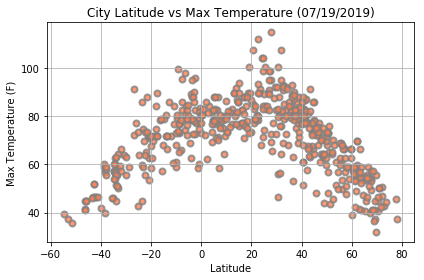 City Latitude vs Max Temperature (07/19/2019)
100
80
60
40
Max Temperature (F)
−60 −40 −20 0 20 40 60 80
Latitude